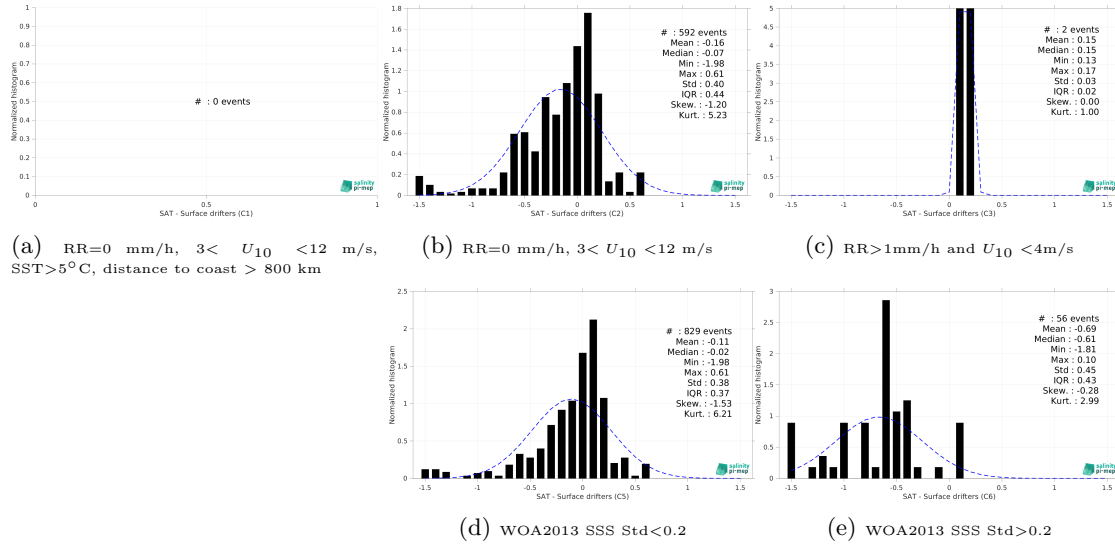 1
0.9
0.8
0.7
0.6
0.5
0.4
0.3
0.2
0.1
0
Normalized histogram
# : 0 events
0
0.5
1
SAT - Surface drifters (C1)
salinity
pi-mep
(a) RR=0 mm/h, 3< U10 <12 m/s,
SST>5°C, distance to coast > 800 km
1.8
1.6
1.4
1.2
1
0.8
0.6
0.4
0.2
0
Normalized histogram
# : 592 events
Mean : -0.16
Median : -0.07
Min : -1.98
Max : 0.61
Std : 0.40
IQR : 0.44
Skew. : -1.20
Kurt. : 5.23
-1.5
-1
-0.5
0
0.5
1
1.5
SAT - Surface drifters (C2)
salinity
pi-mep
(b) RR=0 mm/h, 3< U10 <12 m/s
5
4.5
4
3.5
3
2.5
2
1.5
1
0.5
0
Normalized histogram
# : 2 events
Mean : 0.15
Median : 0.15
Min : 0.13
Max : 0.17
Std : 0.03
IQR : 0.02
Skew. : 0.00
Kurt. : 1.00
-1.5
-1
-0.5
0
0.5
1
1.5
SAT - Surface drifters (C3)
salinity
pi-mep
(c) RR>1mm/h and U10 <4m/s
2.5
2
1.5
1
0.5
0
Normalized histogram
# : 829 events
Mean : -0.11
Median : -0.02
Min : -1.98
Max : 0.61
Std : 0.38
IQR : 0.37
Skew. : -1.53
Kurt. : 6.21
-1.5
-1
-0.5
0
0.5
1
1.5
SAT - Surface drifters (C5)
salinity
pi-mep
(d) WOA2013 SSS Std<0.2
3
2.5
2
1.5
1
0.5
0
Normalized histogram
# : 56 events
Mean : -0.69
Median : -0.61
Min : -1.81
Max : 0.10
Std : 0.45
IQR : 0.43
Skew. : -0.28
Kurt. : 2.99
-1.5
-1
-0.5
0
0.5
1
1.5
SAT - Surface drifters (C6)
salinity
pi-mep
(e) WOA2013 SSS Std>0.2